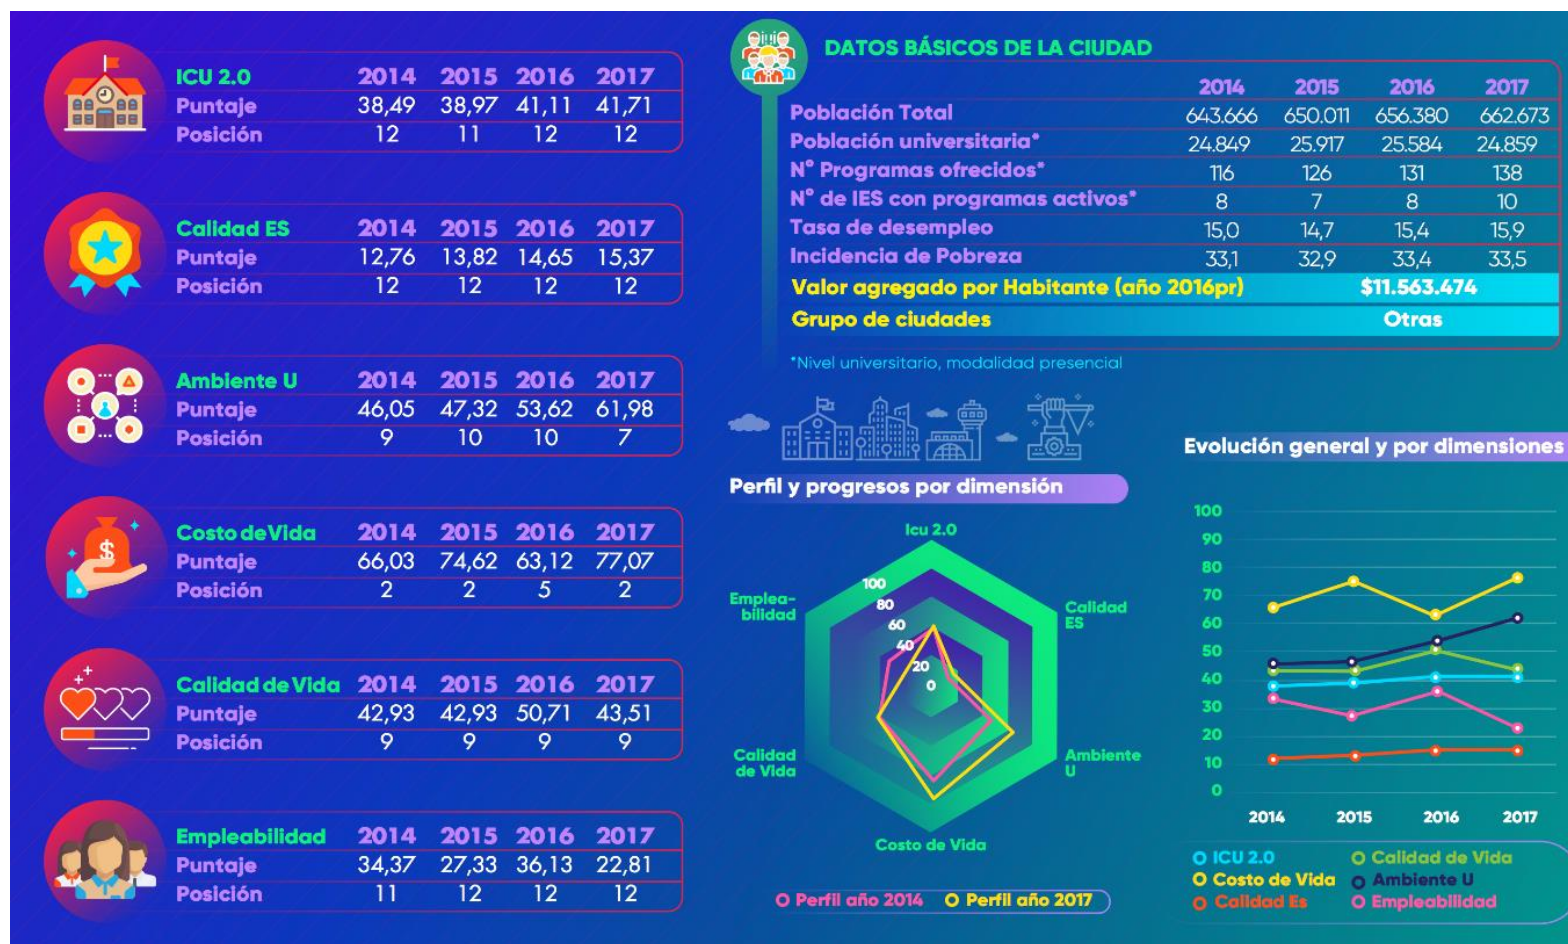 ICU 2.0 2014 2015 2016 2017
Puntaje 38,49 38,97 41,11 41,71
Posición 12 11 12 12
Calidad ES 2014 2015 2016 2017
Puntaje 12,76 13,82 14,65 15,37
Posición 12 12 12 12
Ambiente U 2014 2015 2016 2017
Puntaje 46,05 47,32 53,62 61,98
Posición 9 10 10 7
Costo de Vida 2014 2015 2016 2017
Puntaje 66,03 74,62 63,12 77,07
Posición 2 2 5 2
Calidad de Vida 2014 2015 2016 2017
Puntaje 42,93 42,93 50,71 43,51
Posición 9 9 9 9
Empleabilidad 2014 2015 2016 2017
Puntaje 34,37 27,33 36,13 22,81
Posición 11 12 12 12
DATOS BÁSICOS DE LA CIUDAD
2014 2015 2016 2017
Población Total 643.666 650.011 656.380 662.673
Población universitaria* 24.849 25.917 25.584 24.859
N° Programas ofrecidos* 116 126 131 138
N° de IES con programas activos* 8 7 8 10
Tasa de desempleo 15,0 14,7 15,4 15,9
Incidencia de Pobreza 33,1 32,9 33,4 33,5
Valor agregado por Habitante (año 2016pr) $11.563.474
Grupo de ciudades Otras
*Nivel universitario, modalidad presencial
Perfil y progresos por dimensión
Icu 2.0
100
80
60
40
20
0
Emplea-
bilidad
Calidad
ES
Calidad
de Vida
Ambiente
U
Costo de Vida
Perfil año 2014 Perfil año 2017
Evolución general y por dimensiones
100
90
80
70
60
50
40
30
20
10
0
2014 2015 2016 2017
ICU 2.0 Calidad de Vida
Costo de Vida Ambiente U
Calidad Es Empleabilidad